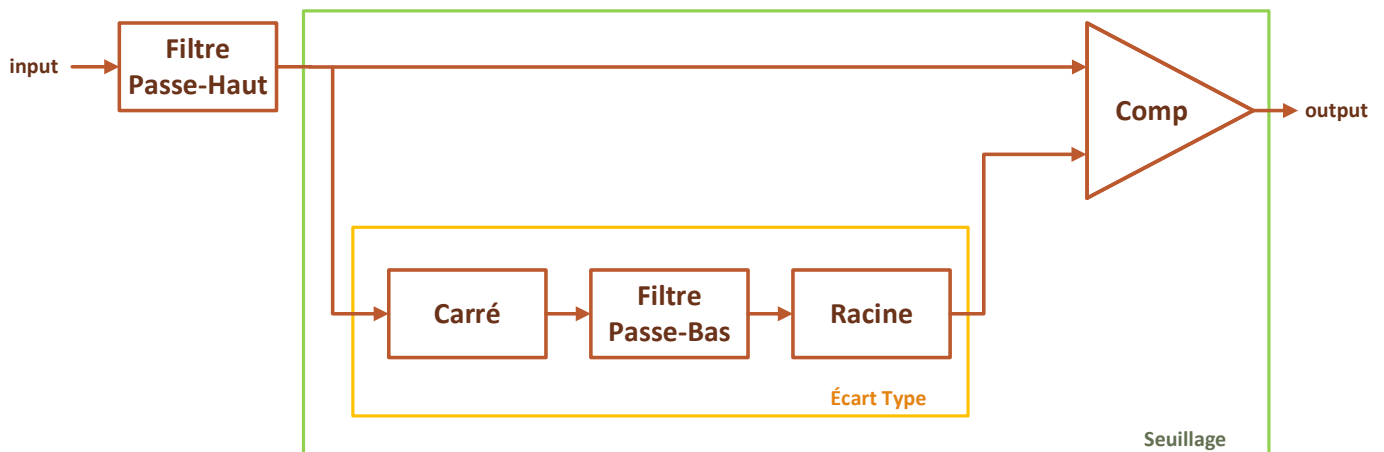 input
Filtre
Passe-Haut
Comp
output
Carré
Filtre
Passe-Bas
Racine
Écart Type
Seuillage